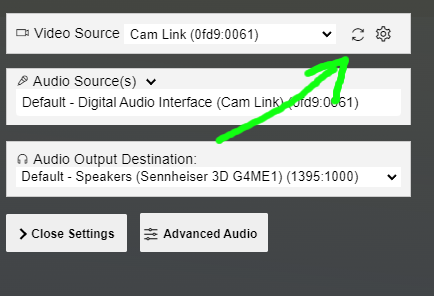 Video Source Cam Link (0fd9:0061)
Audio Source(s)
Default - Digital Audio Interface (Cam Link) (0fd9:0061)
Audio Output Destination:
Default - Speakers (Sennheiser 3D G4ME1) (1395:1000)
Close Settings Advanced Audio